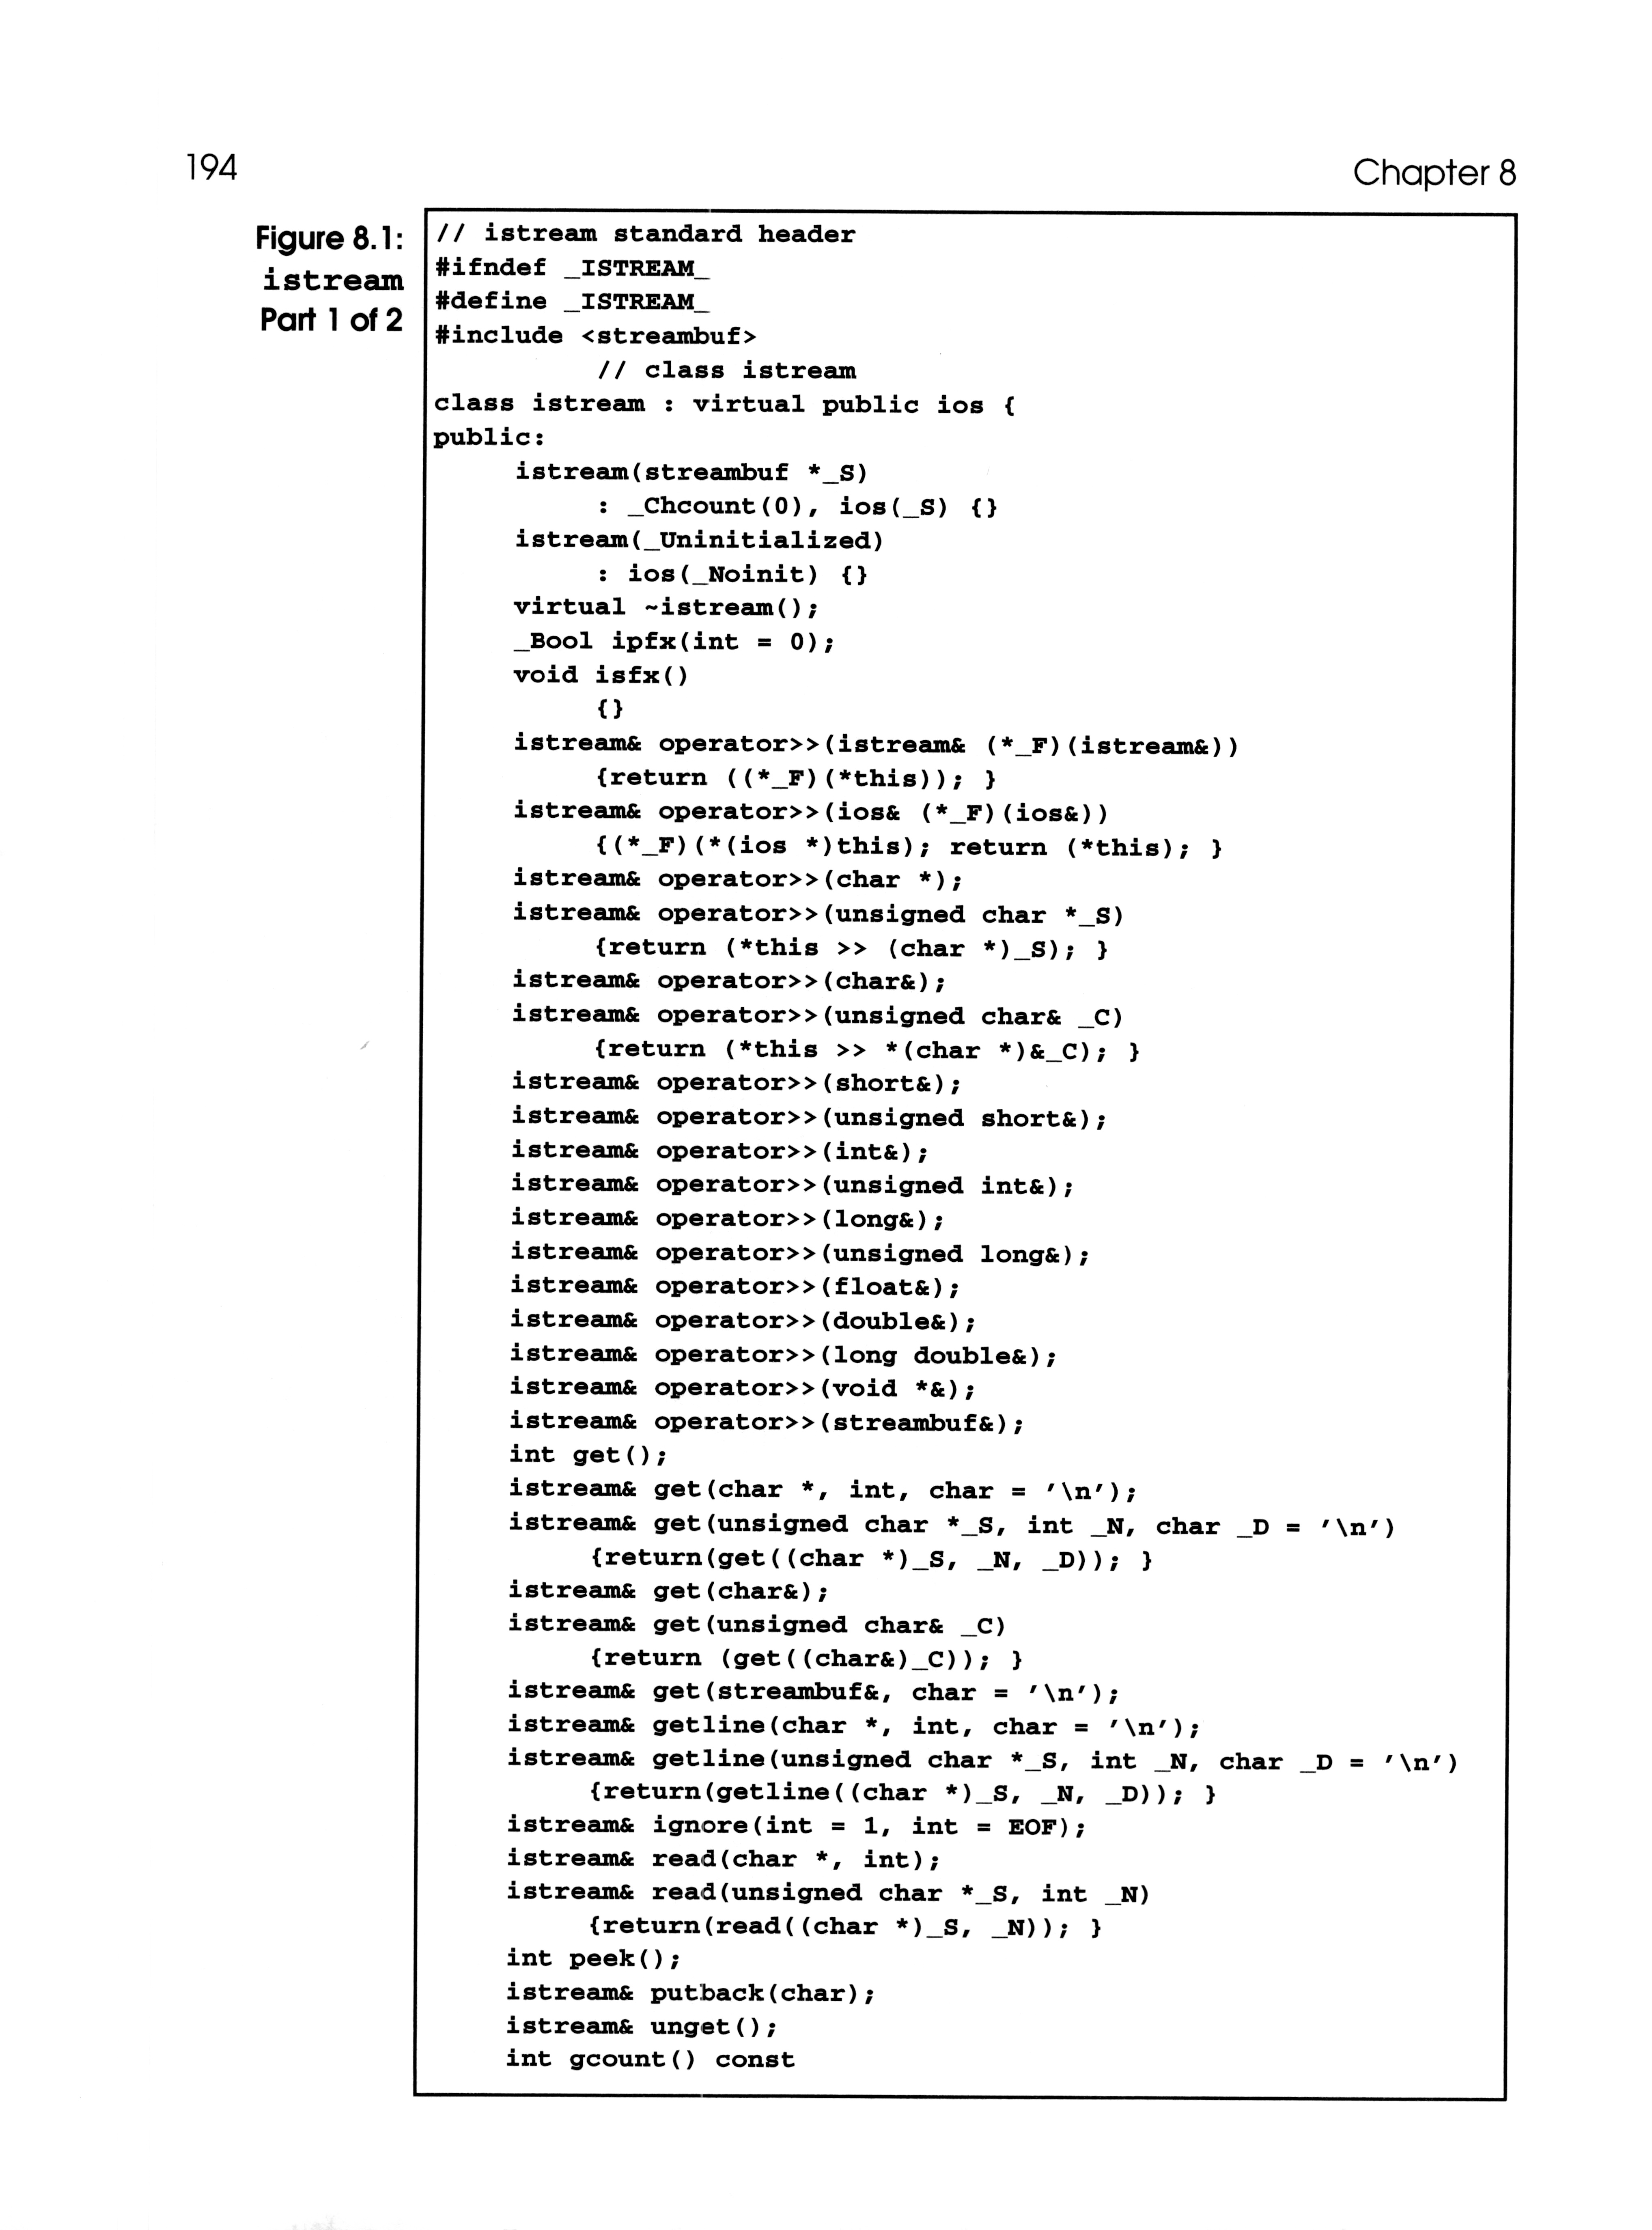 194
Chapter 8
Figure 8.1:
istream
Part 1 of 2
// istream standard header
#ifndef _ISTREAM_
#define _ISTREAM_
#include <streambuf>
// class istream
class istream : virtual public ios {
public:
istream(streambuf *_S)
: _Chcount(0), ios(_S) {}
istream(_Uninitialized)
: ios(_Noinit) {}
virtual ~istream();
_Bool ipfx(int = 0);
void isfx()
{}
istream& operator>>(istream& (*_F)(istream&))
{return ((*_F)(*this)); }
istream& operator>>(ios& (*_F)(ios&))
{(*_F)(*(ios *)this); return (*this); }
istream& operator>>(char *);
istream& operator>>(unsigned char *_S)
{return (*this >> (char *)_S); }
istream& operator>>(char&);
istream& operator>>(unsigned char& _C)
{return (*this >> *(char *)&_C); }
istream& operator>>(short&);
istream& operator>>(unsigned short&);
istream& operator>>(int&);
istream& operator>>(unsigned int&);
istream& operator>>(long&);
istream& operator>>(unsigned long&);
istream& operator>>(float&);
istream& operator>>(double&);
istream& operator>>(long double&);
istream& operator>>(void *&);
istream& operator>>(streambuf&);
int get();
istream& get(char *, int, char = '\n');
istream& get(unsigned char *_S, int _N, char _D = '\n')
{return(get((char *)_S, _N, _D)); }
istream& get(char&);
istream& get(unsigned char& _C)
{return (get((char&)_C)); }
istream& get(streambuf&, char = '\n');
istream& getline(char *, int, char = '\n');
istream& getline(unsigned char *_S, int _N, char _D = '\n')
{return(getline((char *)_S, _N, _D)); }
istream& ignore(int = 1, int = EOF);
istream& read(char *, int);
istream& read(unsigned char *_S, int _N)
{return(read((char *)_S, _N)); }
int peek();
istream& putback(char);
istream& unget();
int gcount() const